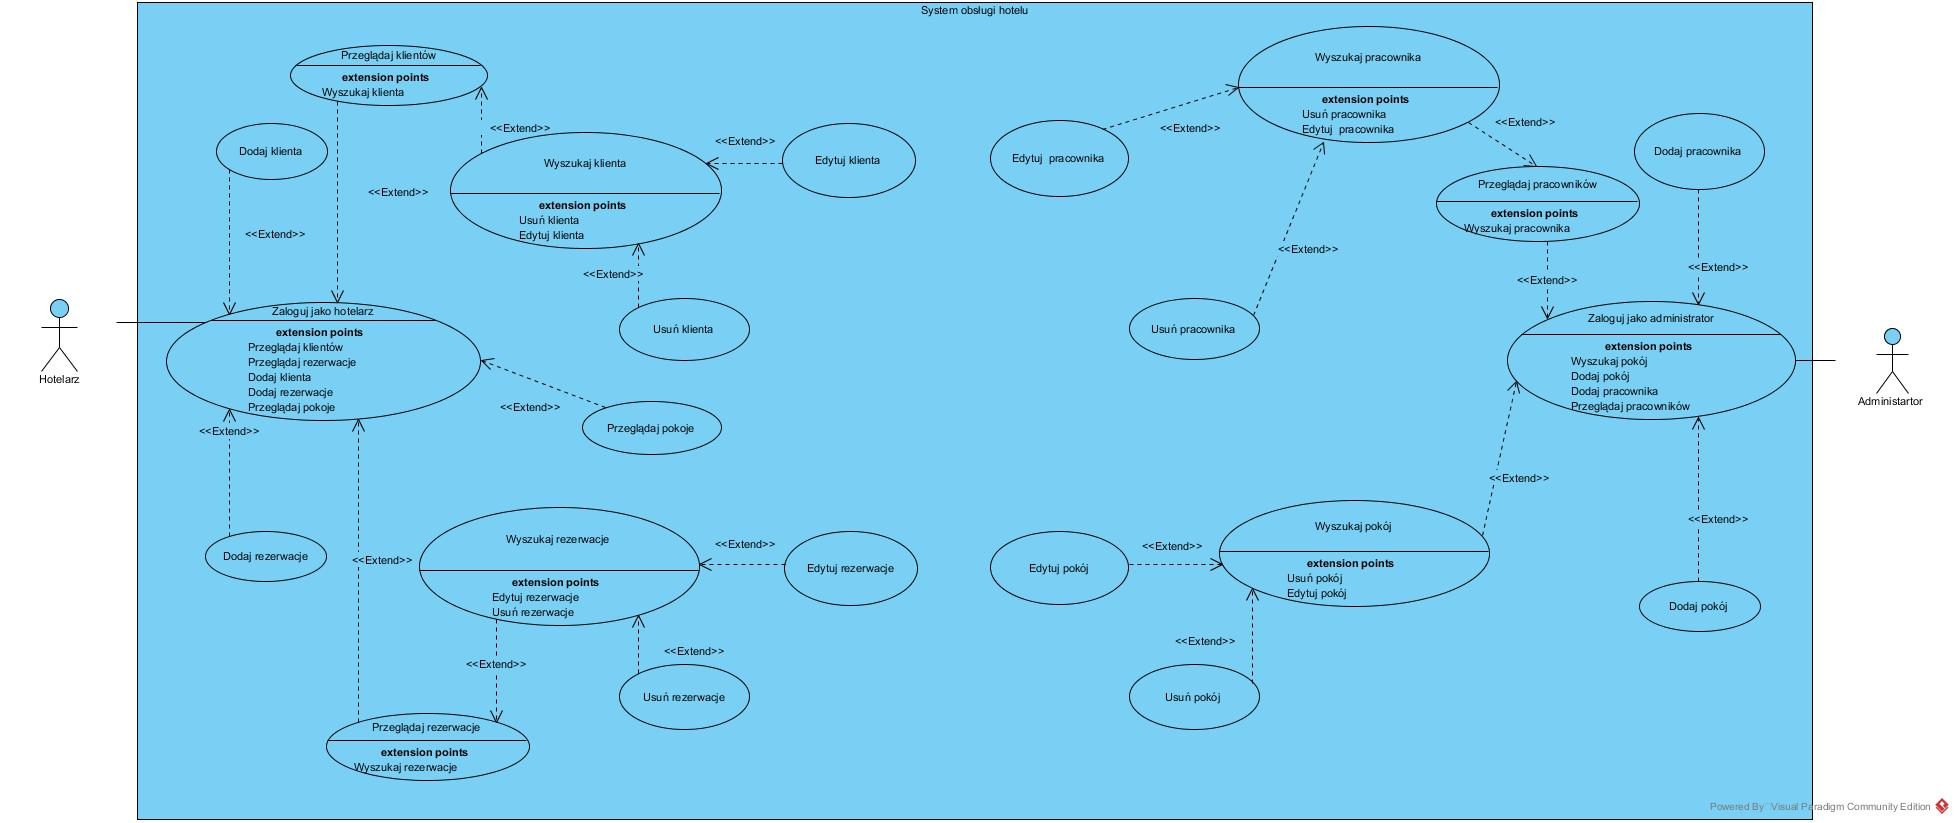 System obsługi hotelu
Przeglądaj klientów
extension points
Wyszukaj klienta
<<Extend>>
Dodaj klienta
<<Extend>>
<<Extend>>
Wyszukaj klienta
extension points
Usuń klienta
Edytuj klienta
<<Extend>>
Edytuj klienta
<<Extend>>
Usuń klienta
Hotelarz
Zaloguj jako hotelarz
extension points
Przeglądaj klientów
Przeglądaj rezerwacje
Dodaj klienta
Dodaj rezerwacje
Przeglądaj pokoje
<<Extend>>
Przeglądaj pokoje
<<Extend>>
Dodaj rezerwacje
<<Extend>>
Wyszukaj rezerwacje
extension points
Edytuj rezerwacje
Usuń rezerwacje
<<Extend>>
Edytuj rezerwacje
<<Extend>>
Usuń rezerwacje
<<Extend>>
Przeglądaj rezerwacje
extension points
Wyszukaj rezerwacje
Wyszukaj pracownika
extension points
Usuń pracownika
Edytuj  pracownika
<<Extend>>
Edytuj  pracownika
<<Extend>>
Usuń pracownika
<<Extend>>
Przeglądaj pracowników
extension points
Wyszukaj pracownika
<<Extend>>
Dodaj pracownika
<<Extend>>
Zaloguj jako administrator
extension points
Wyszukaj pokój
Dodaj pokój
Dodaj pracownika
Przeglądaj pracowników
Administartor
<<Extend>>
Wyszukaj pokój
extension points
Usuń pokój
Edytuj pokój
<<Extend>>
Edytuj pokój
<<Extend>>
Usuń pokój
<<Extend>>
Dodaj pokój
Powered By Visual Paradigm Community Edition